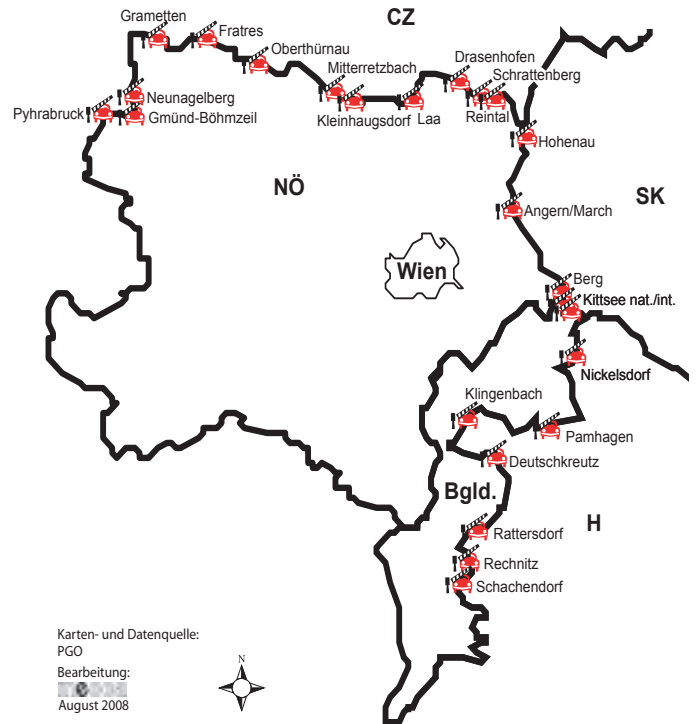 CZ
Grametten
Fratres
Oberthürnau
Mitterretzbach
Drasenhofen
Schrattenberg
Neunagelberg
Pyhrabruck
Gmünd-Böhmzeil
Kleinhaugsdorf
Laa
Reintal
Hohenau
NÖ
SK
Angern/March
Wien
Berg
Kittsee nat./int.
Nickelsdorf
Klingenbach
Pamhagen
Deutschkreutz
Bgld.
H
Rattersdorf
Rechnitz
Schachendorf
Karten- und Datenquelle:
PGO
Bearbeitung:
August 2008
N